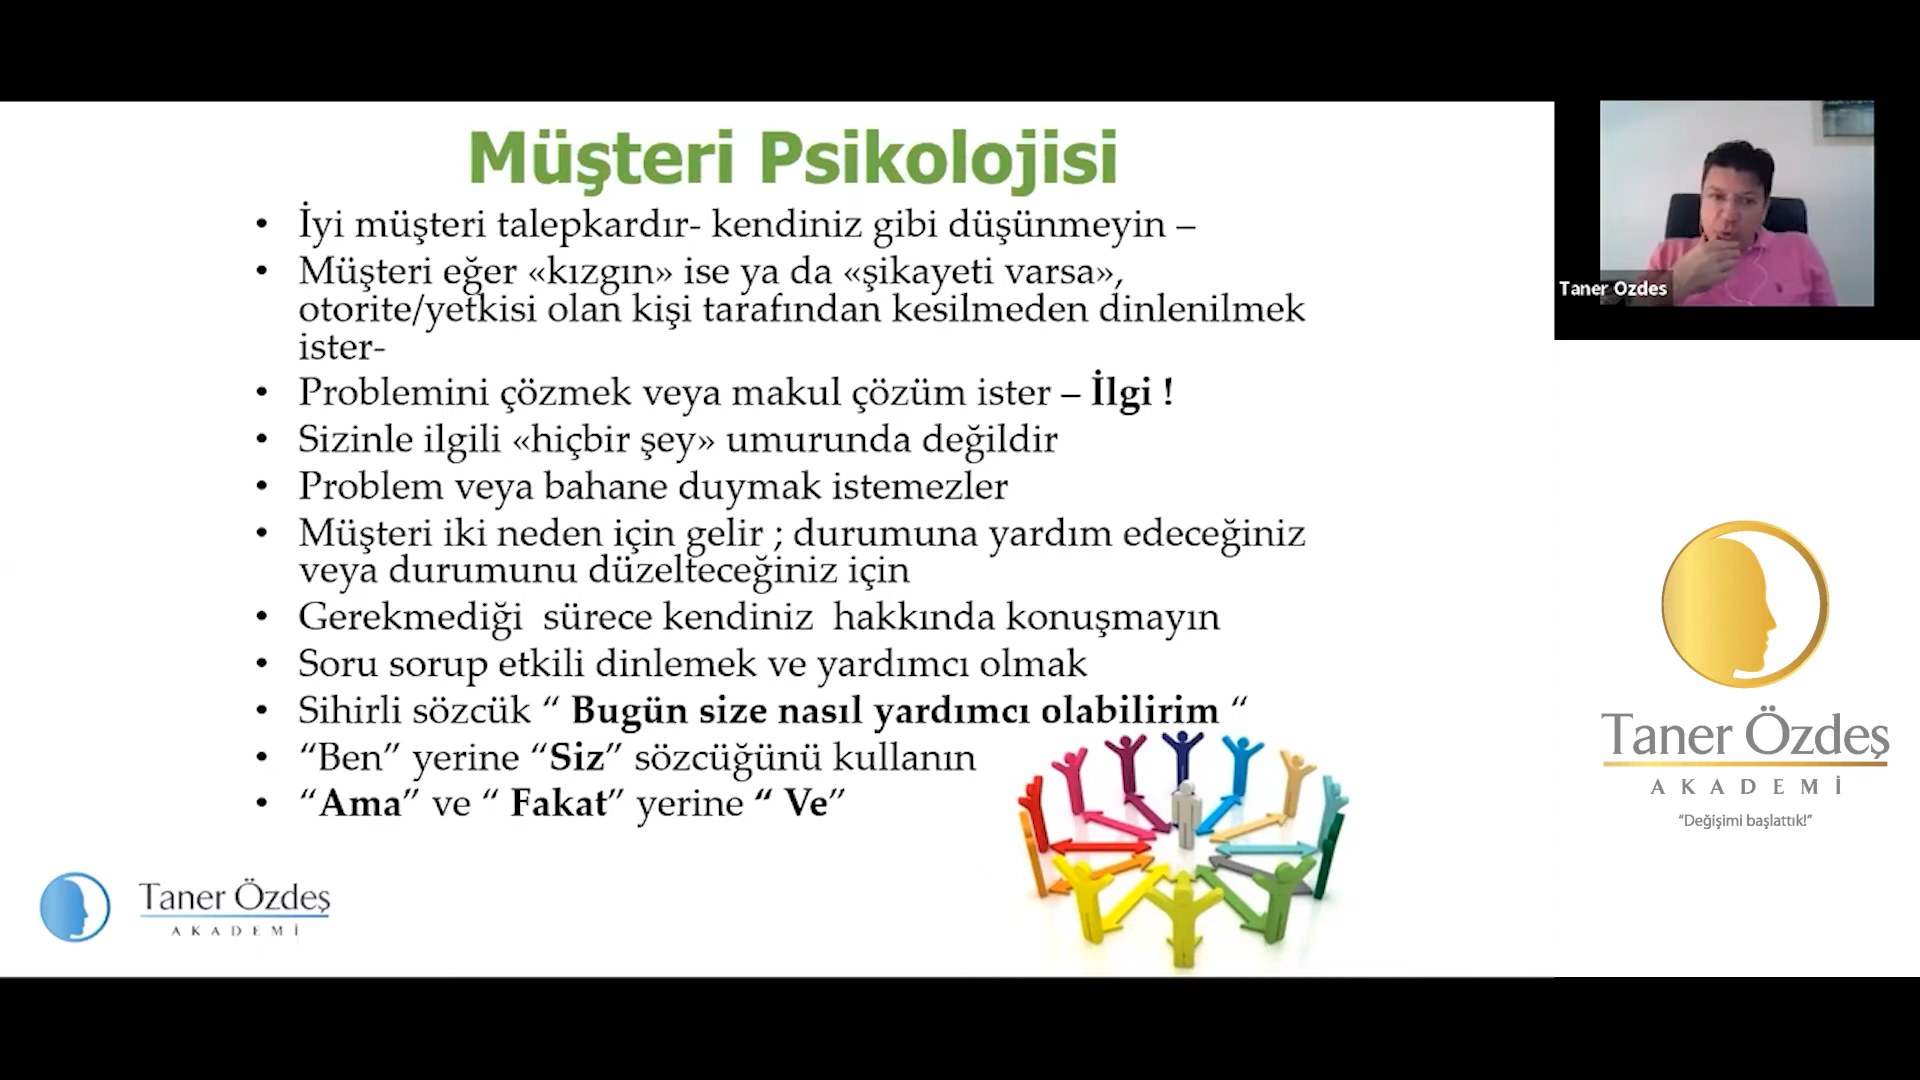 Müşteri Psikolojisi
• İyi müşteri talepkardır- kendiniz gibi düşünmeyin –
• Müşteri eğer «kızgın» ise ya da «şikayeti varsa»,
otorite/yetkisi olan kişi tarafından kesilmeden dinlenilmek
ister-
• Problemini çözmek veya makul çözüm ister – İlgi !
• Sizinle ilgili «hiçbir şey» umurunda değildir
• Problem veya bahane duymak istemezler
• Müşteri iki neden için gelir ; durumuna yardım edeceğiniz
veya durumunu düzelteceğiniz için
• Gerekmediği  sürece kendiniz  hakkında konuşmayın
• Soru sorup etkili dinlemek ve yardımcı olmak
• Sihirli sözcük “ Bugün size nasıl yardımcı olabilirim “
• “Ben” yerine “Siz” sözcüğünü kullanın
• “Ama” ve “ Fakat” yerine “ Ve”
Taner Özdeş
AKADEMİ
Taner Ozdes
Taner Özdeş
AKADEMİ
“Değişimi başlattık!”